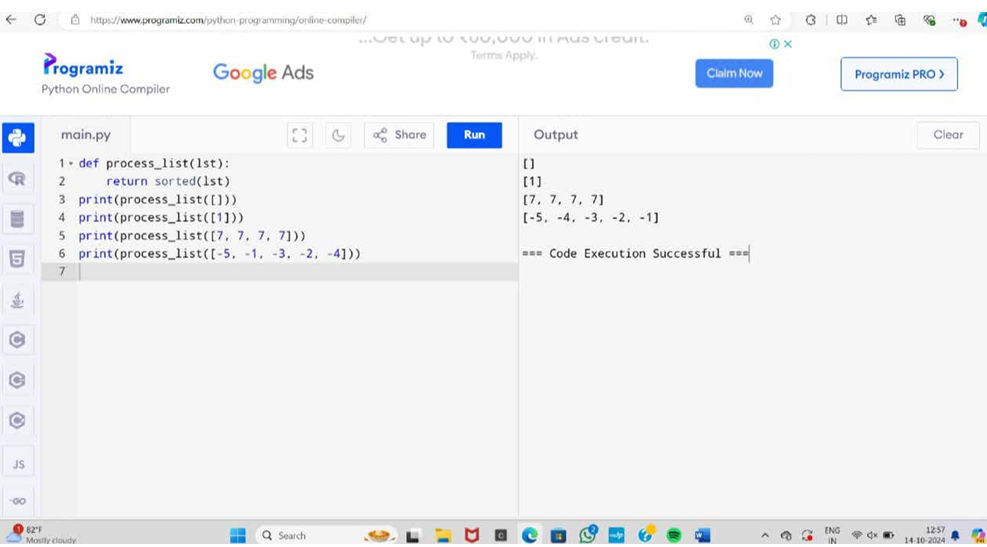 https://www.programiz.com/python-programming/online-compiler/
Terms Apply.
Programiz
Python Online Compiler
Google Ads
Claim Now
Programiz PRO >
main.py
Share
Run
Output
Clear
1 def process_list(lst):
2 return sorted(lst)
3 print(process_list([]))
4 print(process_list([1]))
5 print(process_list([7, 7, 7, 7]))
6 print(process_list([-5, -1, -3, -2, -4]))
7
[]
[1]
[7, 7, 7, 7]
[-5, -4, -3, -2, -1]
=== Code Execution Successful ===
JS
82°F
Mostly cloudy
Search
ENG
IN
12:57
14-10-2024